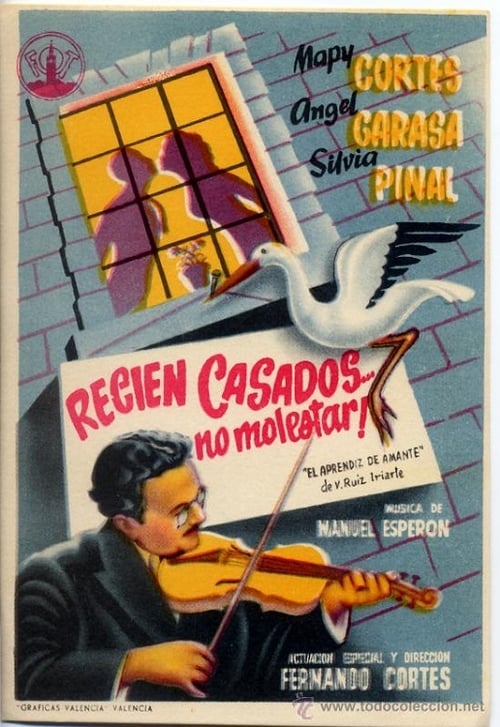 Mapy
CORTES
Angel
GARASA
Silvia
PINAL
RECIEN CASADOS...
no molestar!
"EL APRENDIZ DE AMANTE"
de V. Ruiz Iriarte
MUSICA DE
MANUEL ESPERON
ACTUACION ESPECIAL Y DIRECCION
FERNANDO CORTES
"GRAFICAS VALENCIA" VALENCIA
www.todocoleccion.net